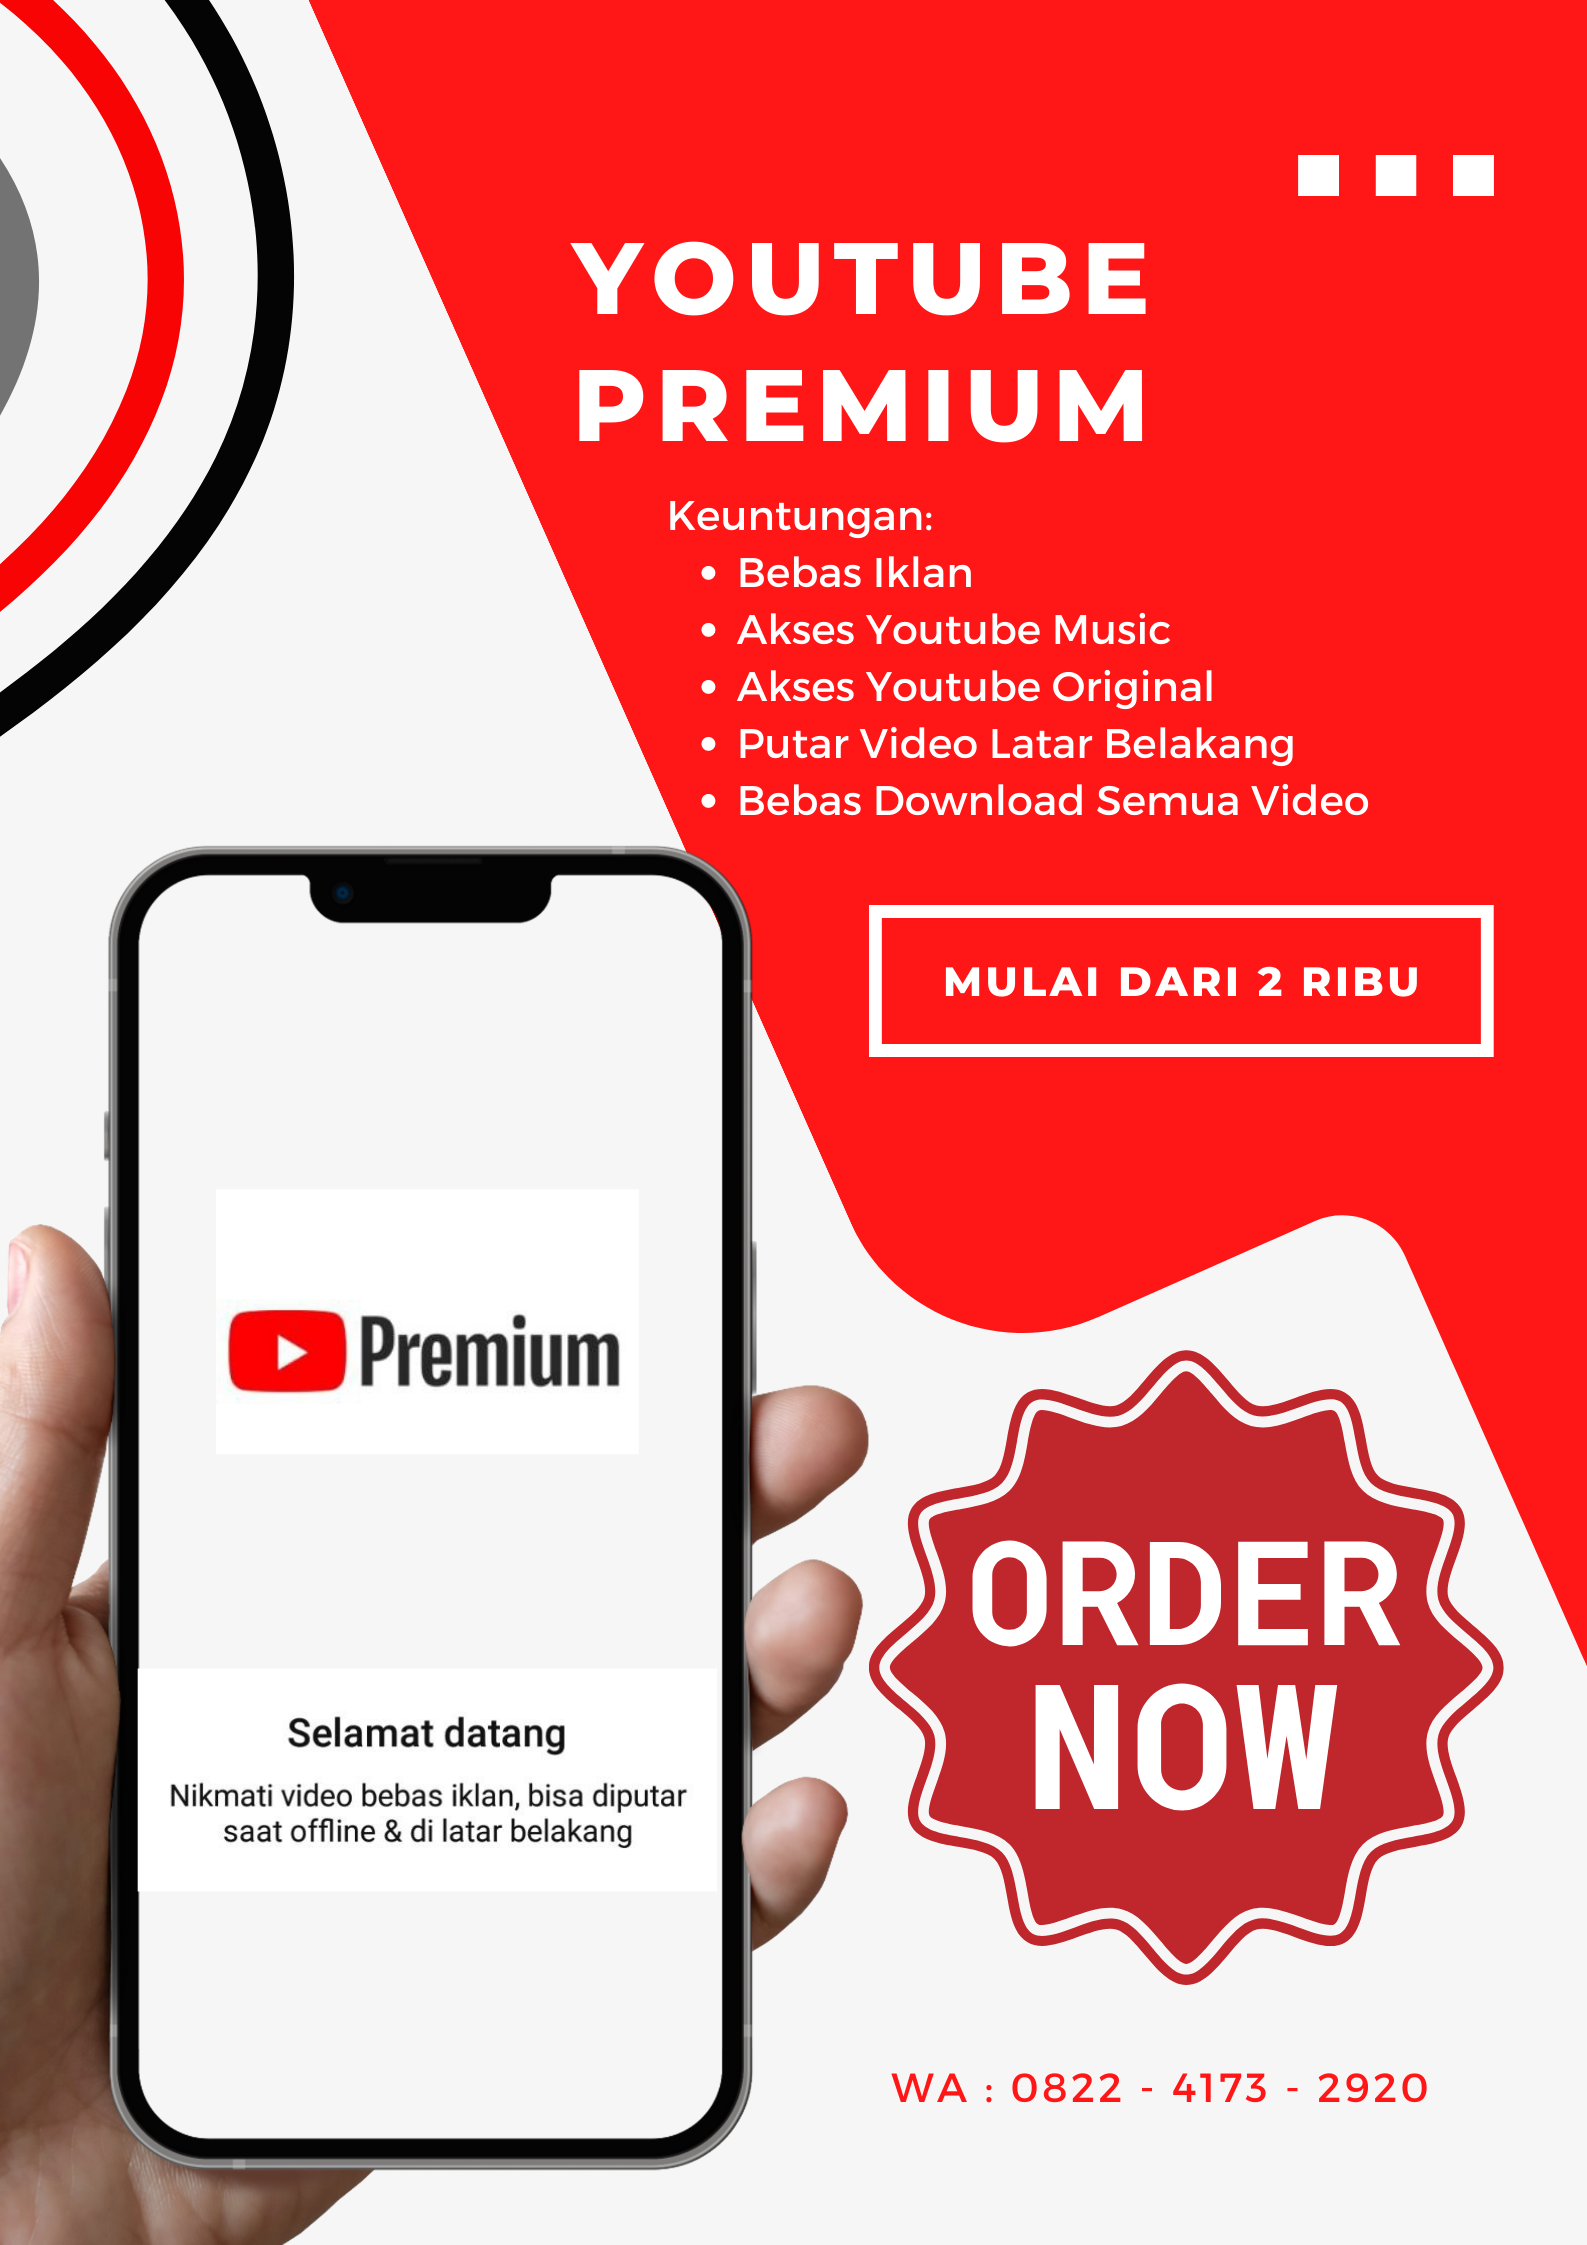 YOUTUBE
PREMIUM
Keuntungan:
• Bebas Iklan
• Akses Youtube Music
• Akses Youtube Original
• Putar Video Latar Belakang
• Bebas Download Semua Video
MULAI DARI 2 RIBU
Premium
Selamat datang
Nikmati video bebas iklan, bisa diputar
saat offline & di latar belakang
ORDER
NOW
WA : 0822 - 4173 - 2920